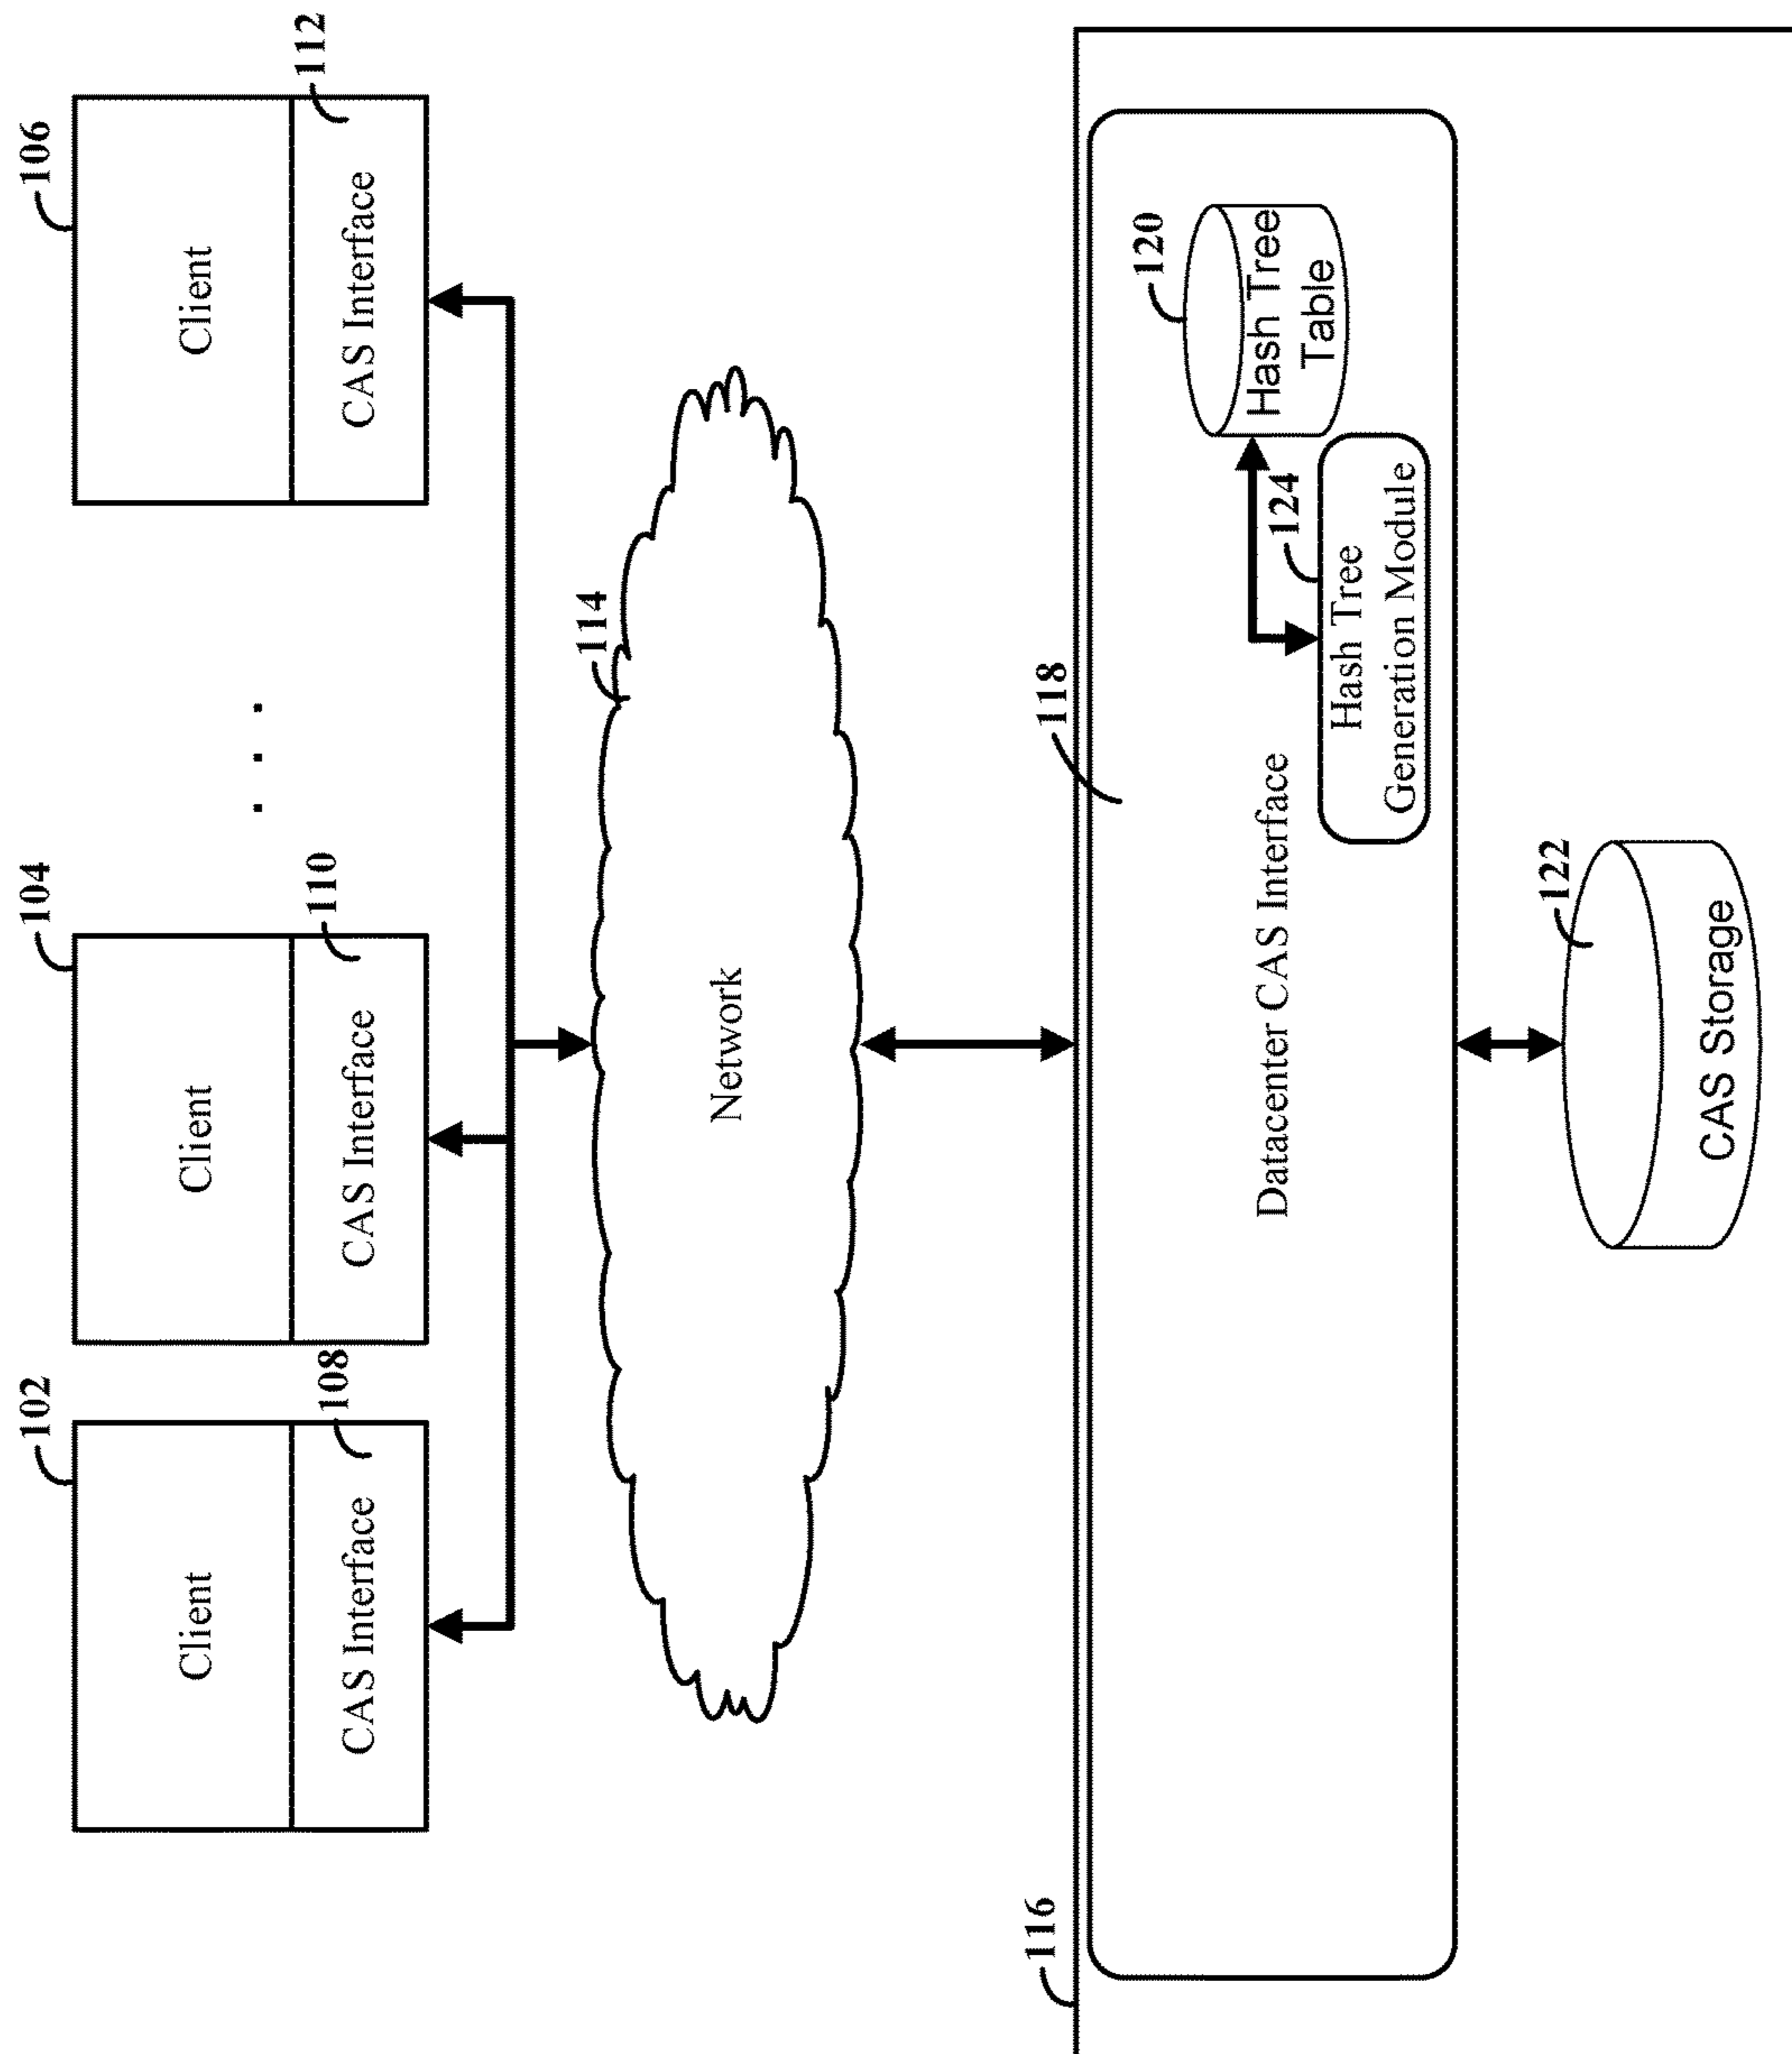 102
104
106
Client
Client
Client
108
110
112
CAS Interface
CAS Interface
CAS Interface
. . .
114
Network
116
118
120
Datacenter CAS Interface
Hash Tree
Table
124
Hash Tree
Generation Module
122
CAS Storage